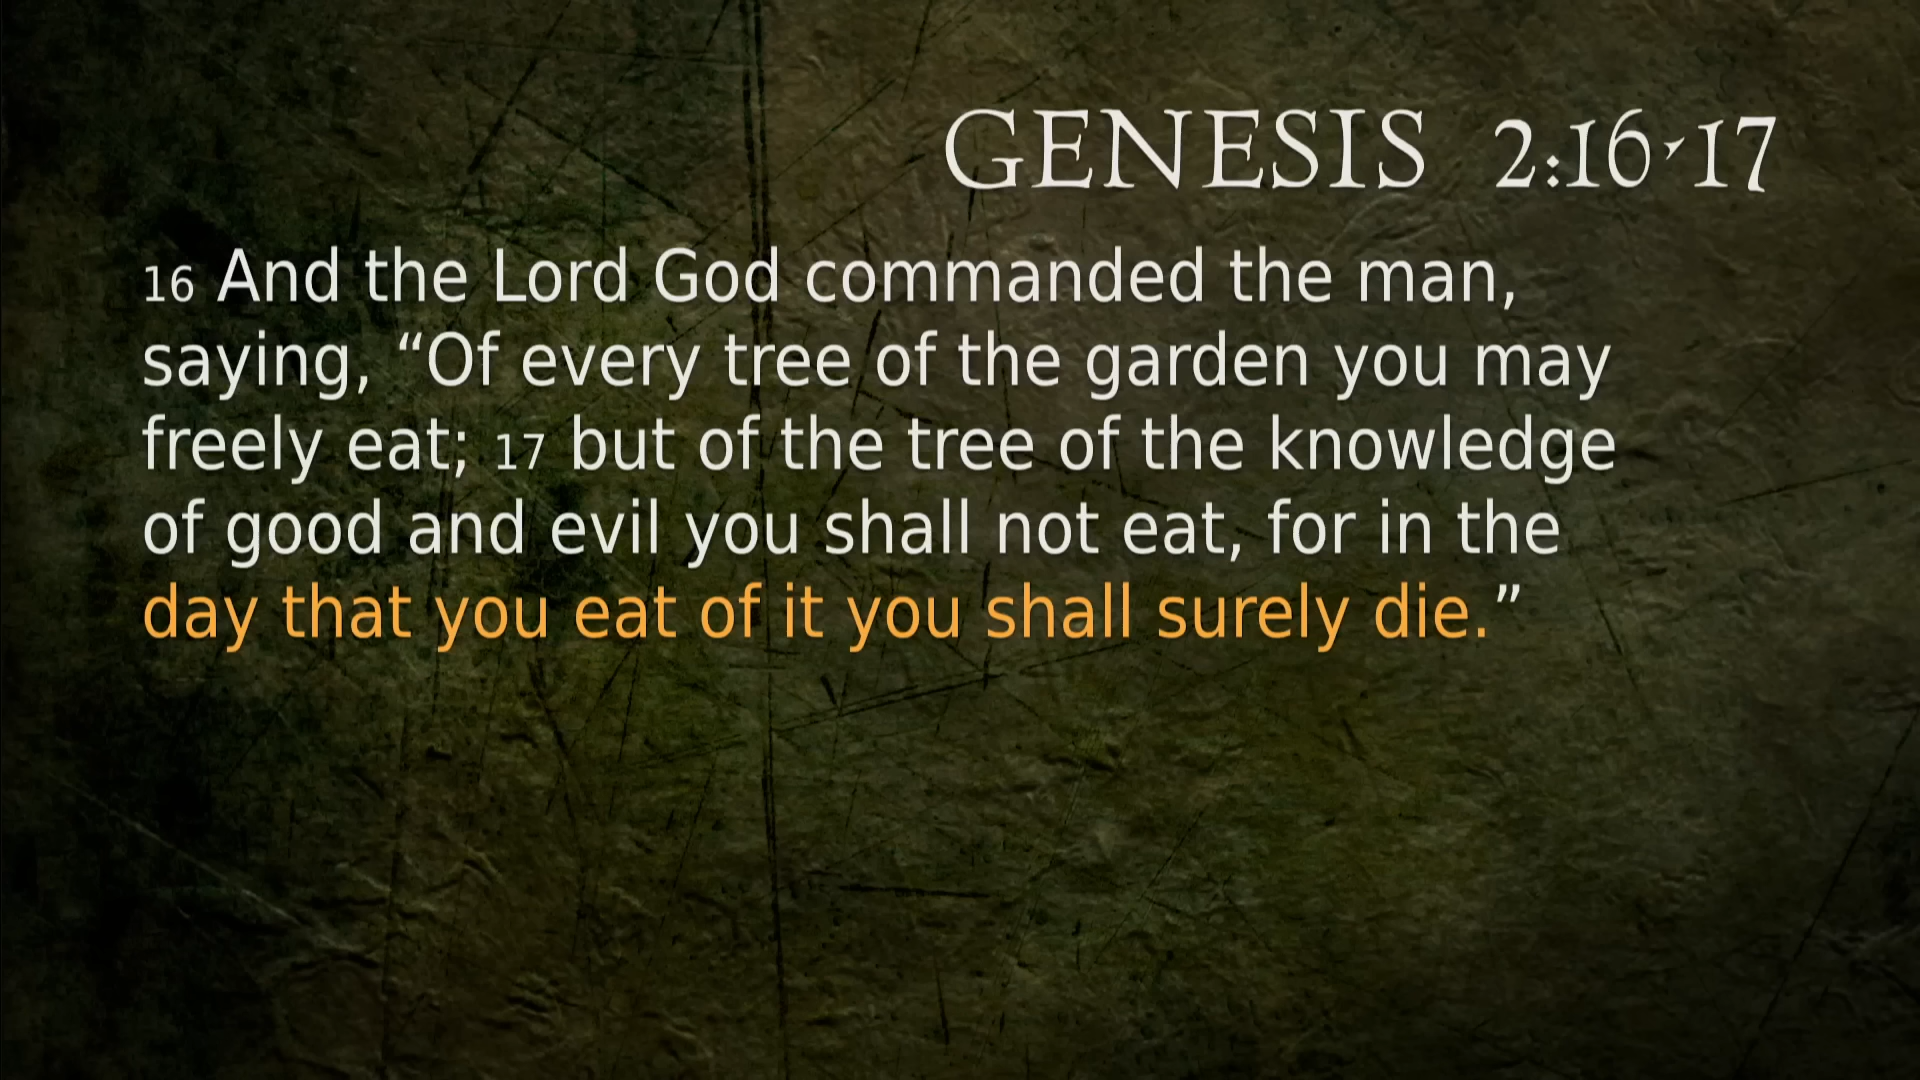 GENESIS 2:16-17
16 And the Lord God commanded the man,
saying, “Of every tree of the garden you may
freely eat; 17 but of the tree of the knowledge
of good and evil you shall not eat, for in the
day that you eat of it you shall surely die.”